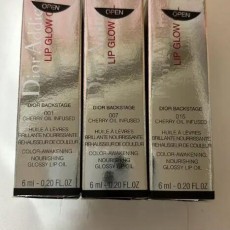 OPEN
OPEN
OPEN
Dior Addict
LIP GLOW O
DIOR BACKSTAGE
001
CHERRY OIL INFUSED
HUILE À LÈVRES
BRILLANTE NOURRISSANTE
REHAUSSEUR DE COULEUR
COLOR-AWAKENING
NOURISHING
GLOSSY LIP OIL
6 ml - 0.20 FL.OZ
LIP GLOW
DIOR BACKSTAGE
007
CHERRY OIL INFUSED
HUILE À LÈVRES
BRILLANTE NOURRISSANTE
REHAUSSEUR DE COULEUR
COLOR-AWAKENING
NOURISHING
GLOSSY LIP OIL
6 ml - 0.20 FL.OZ
LIP GLOW
DIOR BACKSTAGE
015
CHERRY OIL INFUSED
HUILE À LÈVRES
BRILLANTE NOURRISSANTE
REHAUSSEUR DE COULEUR
COLOR-AWAKENING
NOURISHING
GLOSSY LIP OIL
6 ml - 0.20 FL.OZ